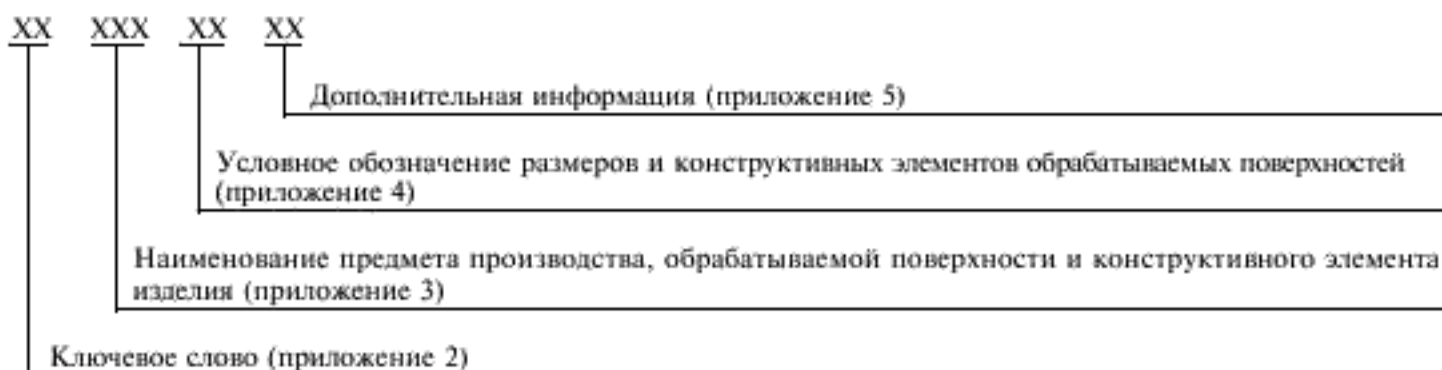 XX XXX XX XX
Дополнительная информация (приложение 5)
Условное обозначение размеров и конструктивных элементов обрабатываемых поверхностей
(приложение 4)
Наименование предмета производства, обрабатываемой поверхности и конструктивного элемента
изделия (приложение 3)
Ключевое слово (приложение 2)